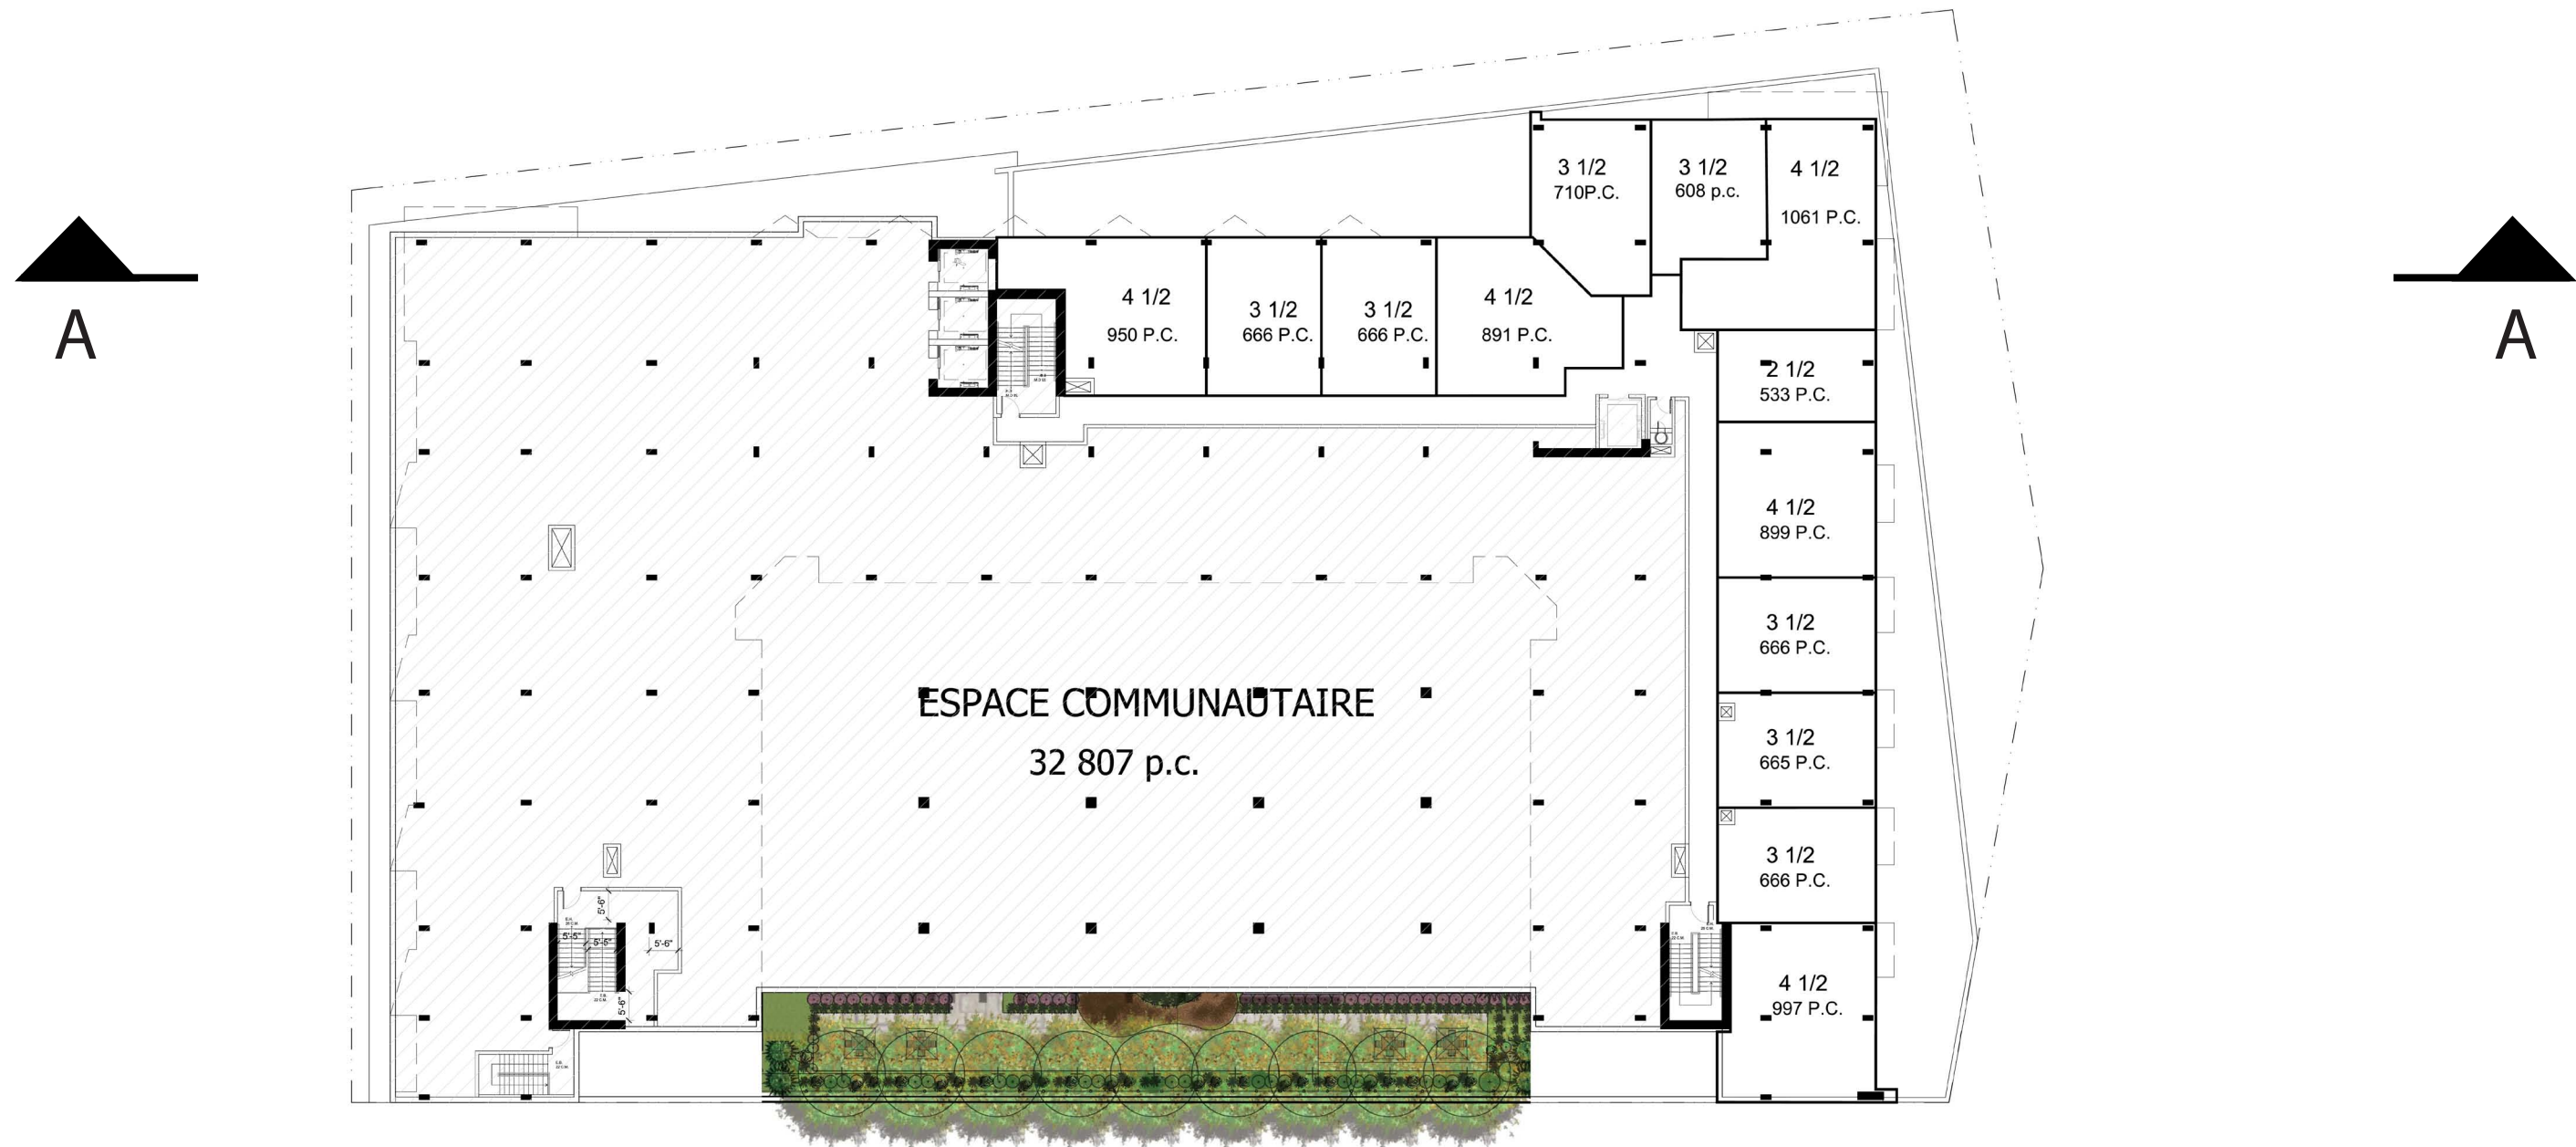 A
A
3 1/2
710P.C.
3 1/2
608 p.c.
4 1/2
1061 P.C.
4 1/2
950 P.C.
3 1/2
666 P.C.
3 1/2
666 P.C.
4 1/2
891 P.C.
2 1/2
533 P.C.
4 1/2
899 P.C.
3 1/2
666 P.C.
ESPACE COMMUNAUTAIRE
32 807 p.c.
3 1/2
665 P.C.
3 1/2
666 P.C.
4 1/2
997 P.C.
5'-6"
5'-5"
5'-5"
5'-6"
5'-6"